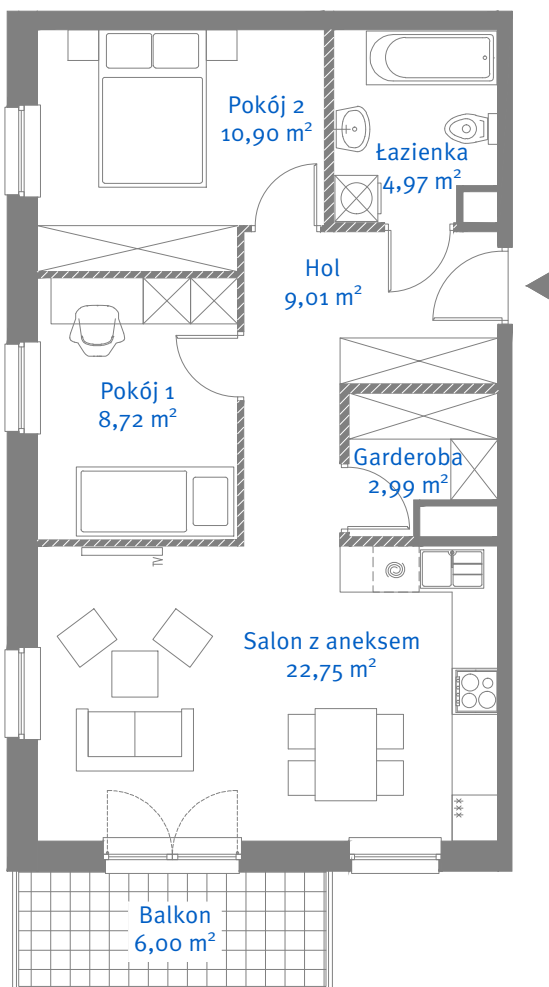 Pokój 2
10,90 m²
Łazienka
4,97 m²
Hol
9,01 m²
Pokój 1
8,72 m²
Garderoba
2,99 m²
TV
Salon z aneksem
22,75 m²
Balkon
6,00 m²